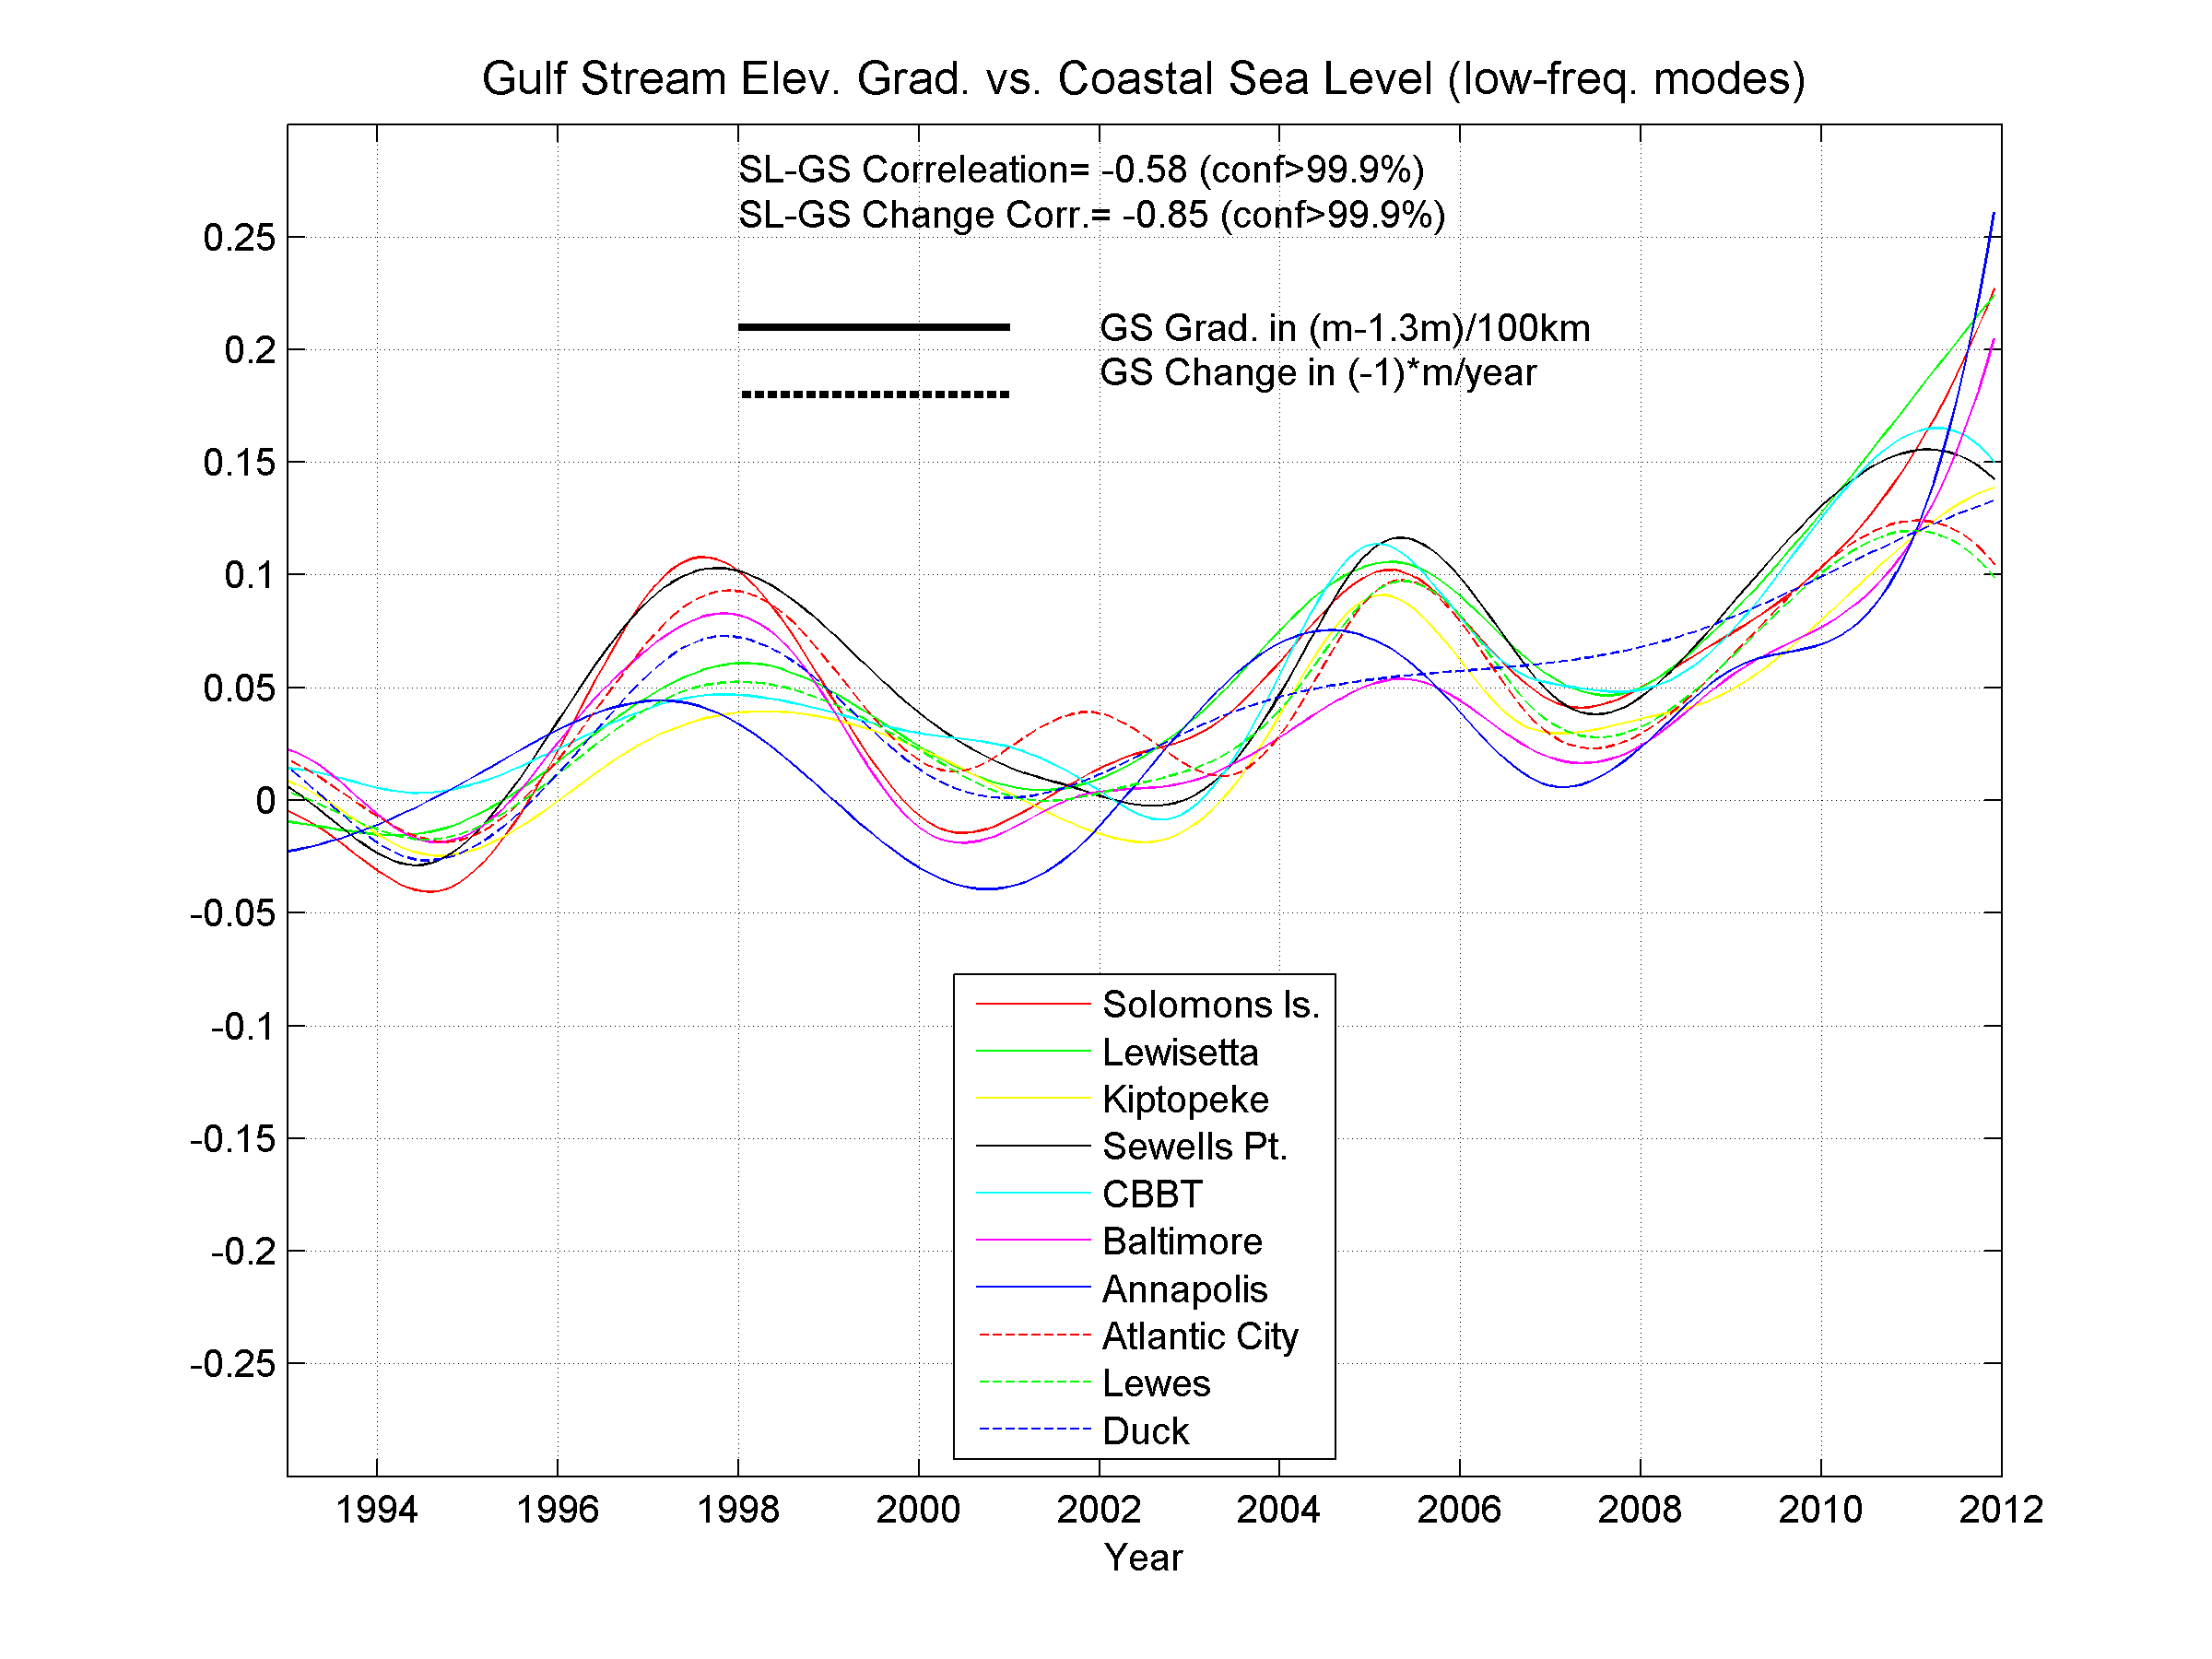 Gulf Stream Elev. Grad. vs. Coastal Sea Level (low-freq. modes)
SL-GS Correleation= -0.58 (conf>99.9%)
SL-GS Change Corr.= -0.85 (conf>99.9%)
GS Grad. in (m-1.3m)/100km
GS Change in (-1)*m/year
0.25
0.2
0.15
0.1
0.05
0
-0.05
-0.1
-0.15
-0.2
-0.25
Solomons Is.
Lewisetta
Kiptopeke
Sewells Pt.
CBBT
Baltimore
Annapolis
Atlantic City
Lewes
Duck
1994 1996 1998 2000 2002 2004 2006 2008 2010 2012
Year